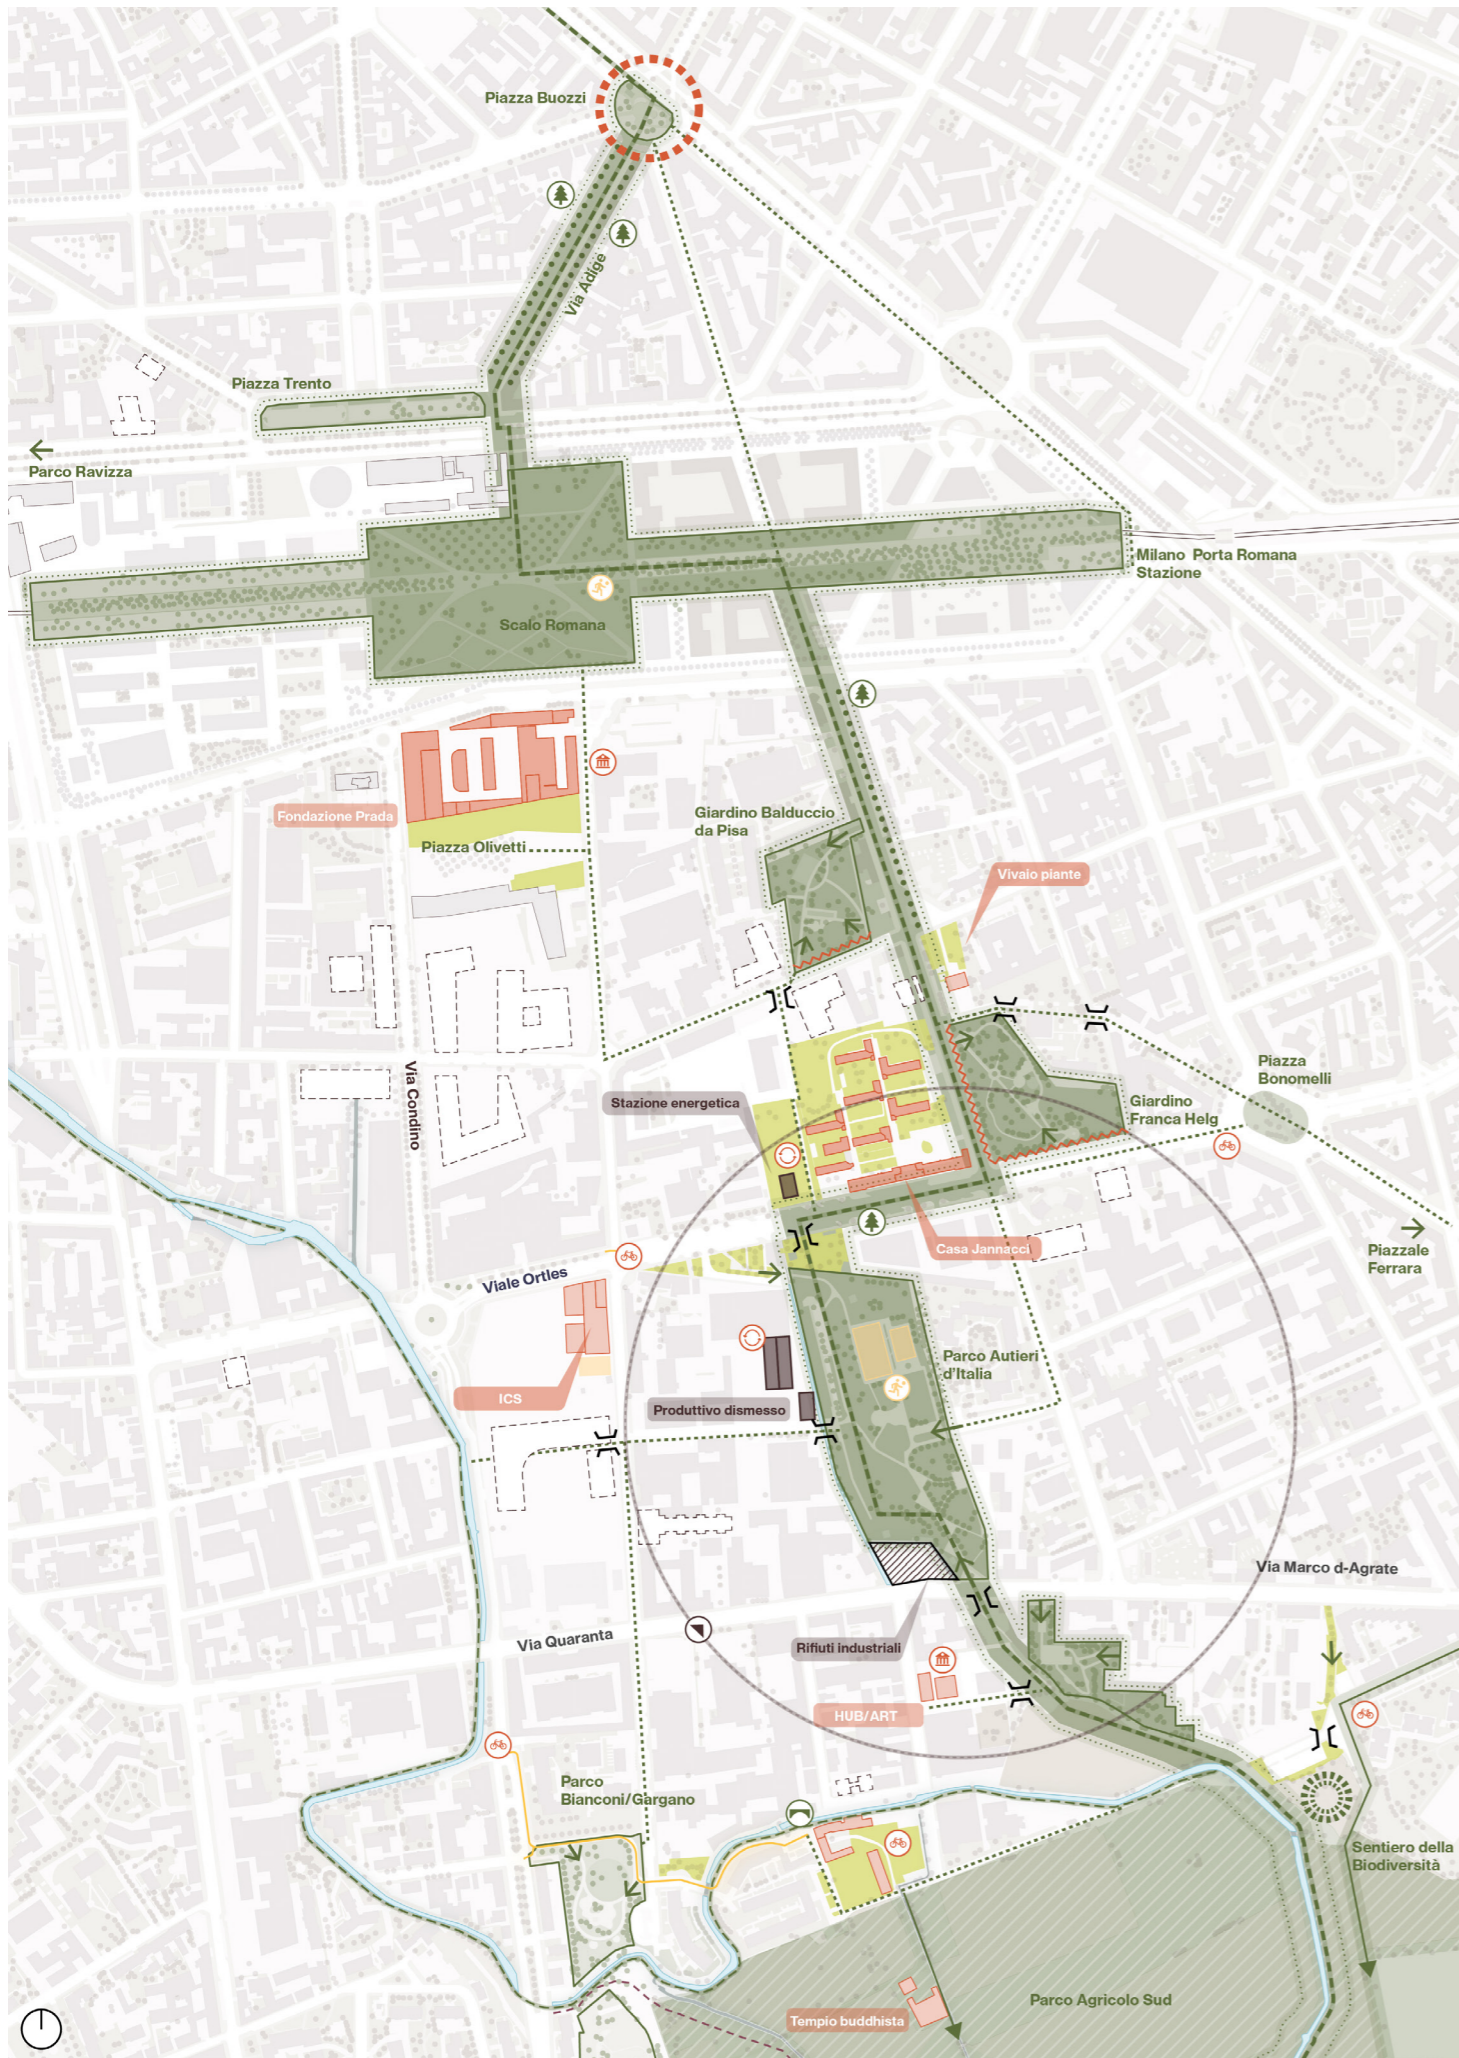 Piazza Buozzi
Via Adige
Piazza Trento
Parco Ravizza
Milano Porta Romana
Stazione
Scalo Romana
Fondazione Prada
Giardino Balduccio
da Pisa
Piazza Olivetti
Vivaio piante
Via Condino
Piazza
Bonomelli
Stazione energetica
Giardino
Franca Helg
Casa Jannacci
Piazzale
Ferrara
Viale Ortles
Parco Autieri
d'Italia
ICS
Produttivo dismesso
Via Marco d-Agrate
Via Quaranta
Rifiuti industriali
HUB/ART
Parco
Bianconi/Gargano
Sentiero della
Biodiversità
Parco Agricolo Sud
Tempio buddhista